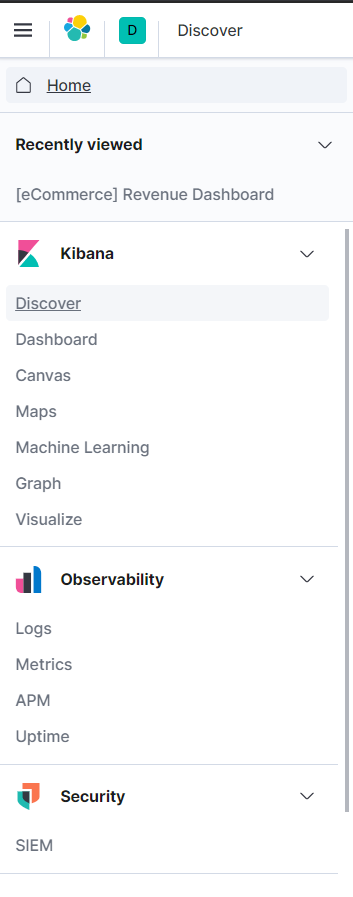 D Discover
Home
Recently viewed
[eCommerce] Revenue Dashboard
Kibana
Discover
Dashboard
Canvas
Maps
Machine Learning
Graph
Visualize
Observability
Logs
Metrics
APM
Uptime
Security
SIEM